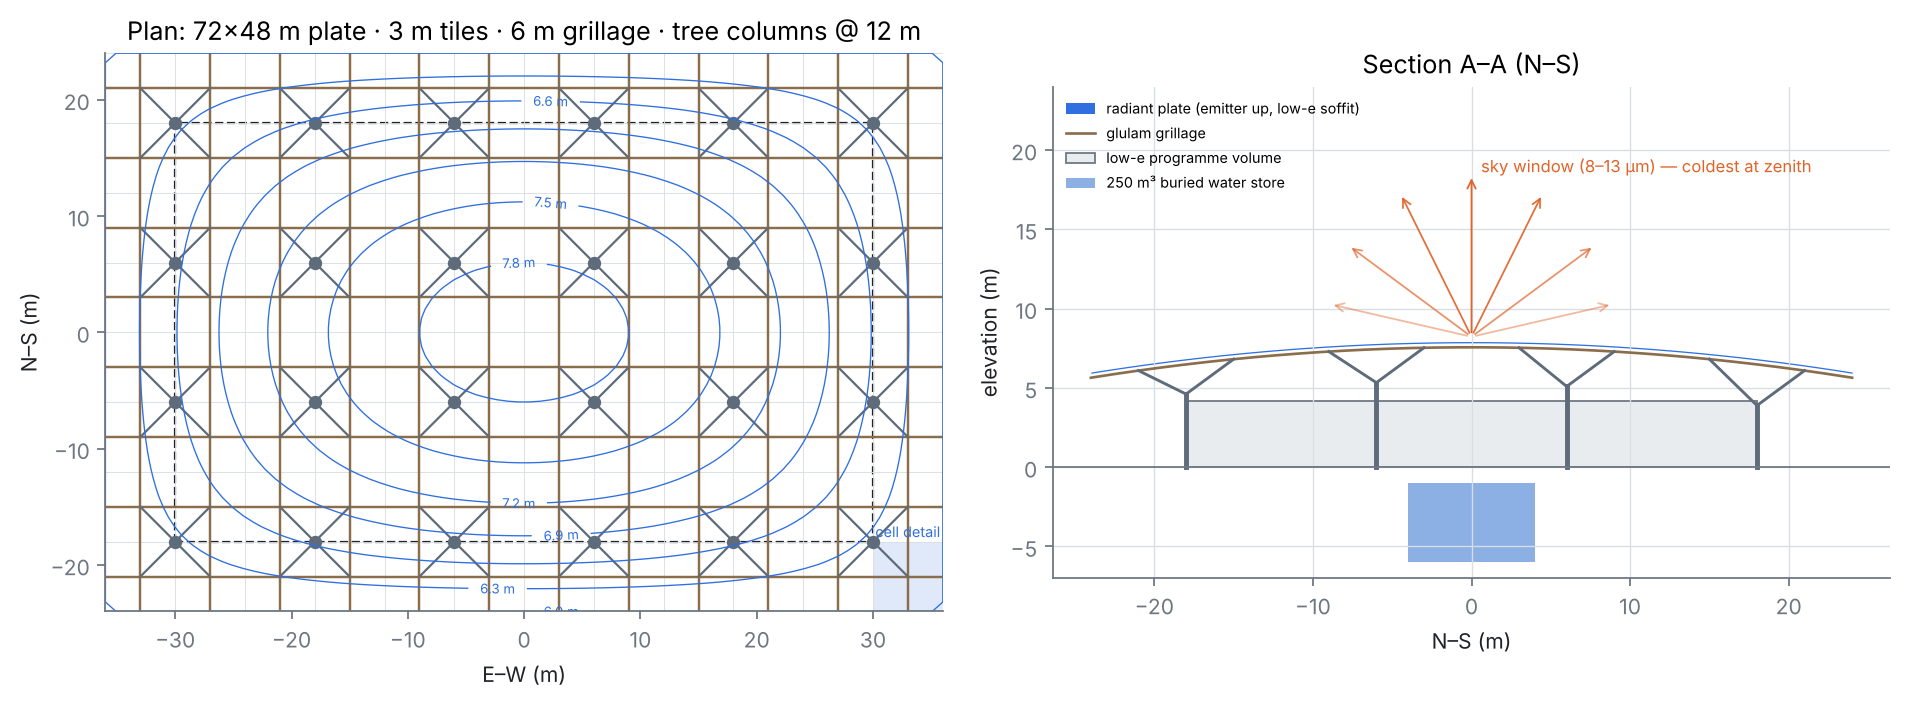 Plan: 72×48 m plate · 3 m tiles · 6 m grillage · tree columns @ 12 m
20
10
0
−10
−20
N–S (m)
6.6 m
7.5 m
7.8 m
7.2 m
6.9 m
cell detail
6.3 m
−30
−20
−10
0
10
20
30
E–W (m)
Section A–A (N–S)
radiant plate (emitter up, low-e soffit)
glulam grillage
low-e programme volume
250 m³ buried water store
sky window (8–13 µm) — coldest at zenith
20
15
10
5
0
−5
elevation (m)
−20
−10
0
10
20
N–S (m)